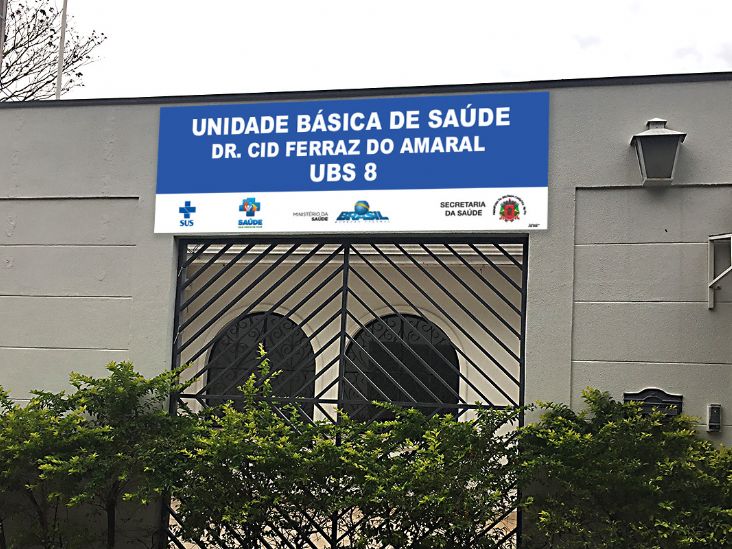 UNIDADE BÁSICA DE SAÚDE
DR. CID FERRAZ DO AMARAL
UBS 8
SUS
SAÚDE
MINISTÉRIO DA
SAÚDE
BRASIL
SECRETARIA
DA SAÚDE